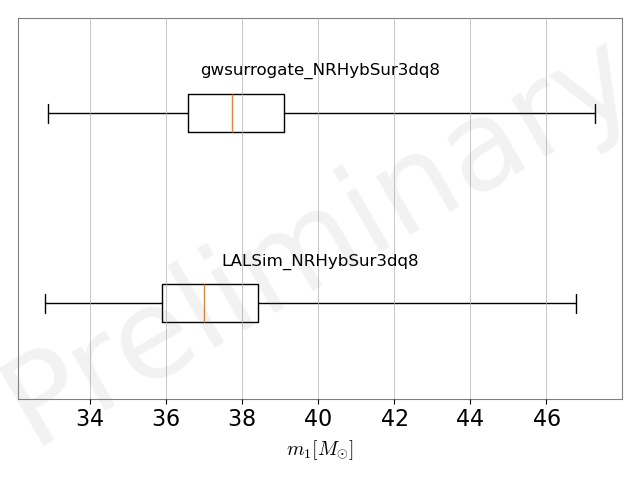 gwsurrogate_NRHybSur3dq8
LALSim_NRHybSur3dq8
Preliminary
34 36 38 40 42 44 46
m₁[M☉]